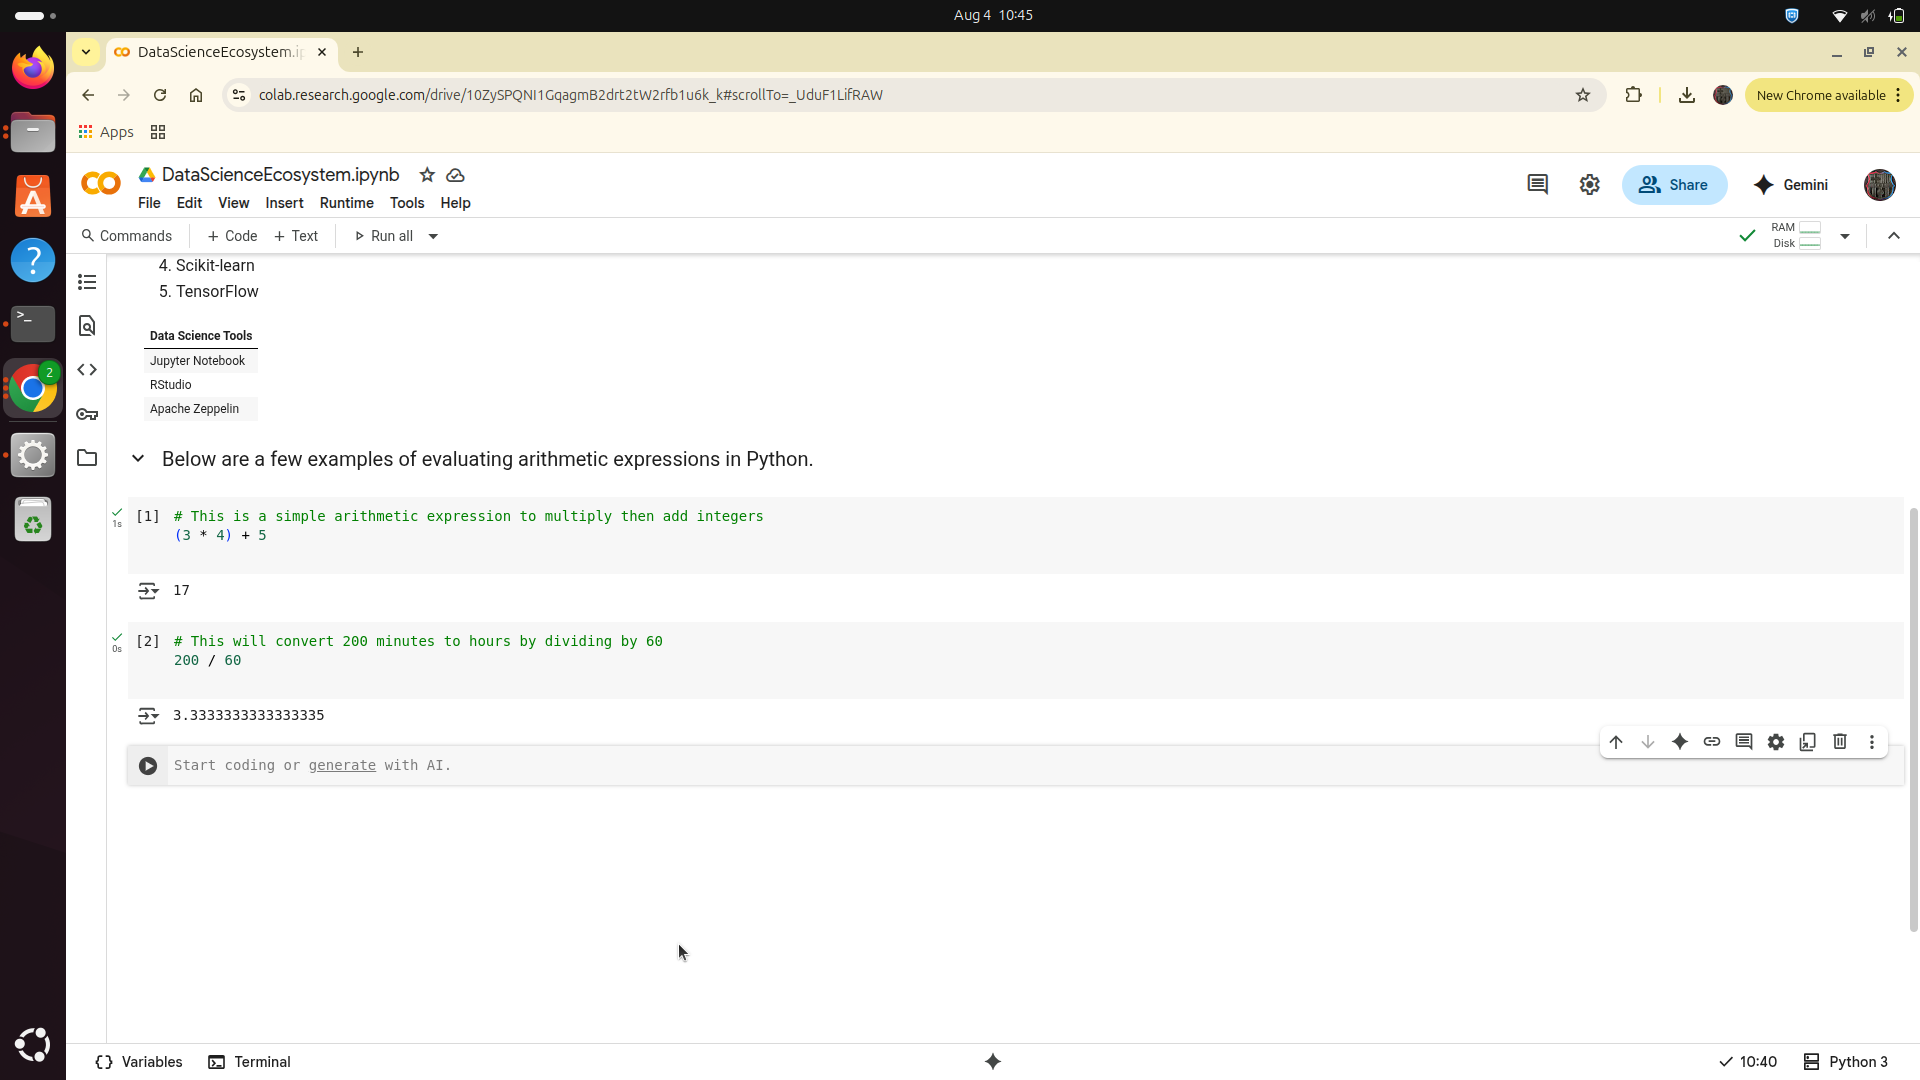 Aug 4 10:45
DataScienceEcosystem.i
colab.research.google.com/drive/10ZySPQNI1GqagmB2drt2tW2rfb1u6k_k#scrollTo=_UduF1LifRAW
New Chrome available
Apps
2
DataScienceEcosystem.ipynb
File Edit View Insert Runtime Tools Help
Share
Gemini
Commands + Code + Text Run all
RAM
Disk
4. Scikit-learn
5. TensorFlow
Data Science Tools
Jupyter Notebook
RStudio
Apache Zeppelin
Below are a few examples of evaluating arithmetic expressions in Python.
1s
[1] # This is a simple arithmetic expression to multiply then add integers
(3 * 4) + 5
17
0s
[2] # This will convert 200 minutes to hours by dividing by 60
200 / 60
3.3333333333333335
Start coding or generate with AI.
Variables Terminal
10:40 Python 3